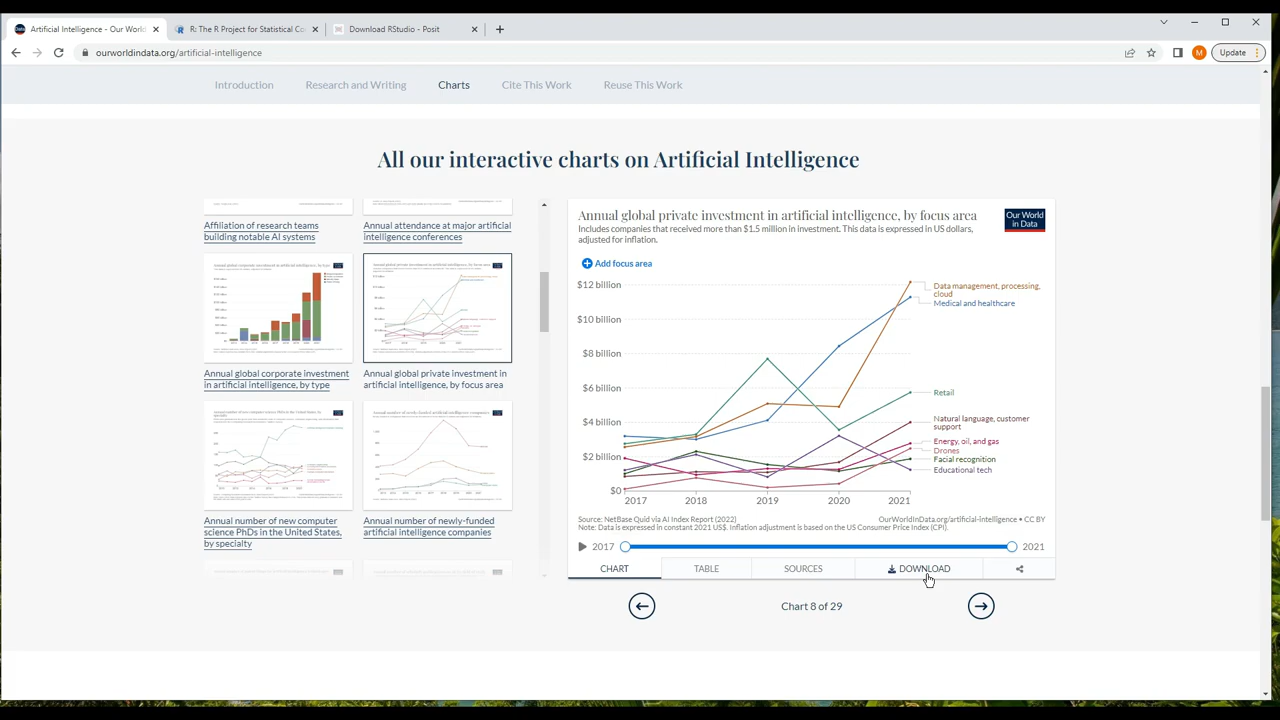 Artificial Intelligence - Our World
R: The R Project for Statistical Co
Download RStudio - Posit
ourworldindata.org/artificial-intelligence
M
Update
Introduction
Research and Writing
Charts
Cite This Work
Reuse This Work
All our interactive charts on Artificial Intelligence
Affiliation of research teams
building notable AI systems
Annual attendance at major artificial
intelligence conferences
Annual global corporate investment
in artificial intelligence, by type
Annual global private investment in
artificial intelligence, by focus area
Annual number of new computer
science PhDs in the United States,
by specialty
Annual number of newly-funded
artificial intelligence companies
Annual global private investment in artificial intelligence, by focus area
Includes companies that received more than $1.5 million in investment. This data is expressed in US dollars,
adjusted for inflation.
Our World
in Data
Add focus area
$12 billion
$10 billion
$8 billion
$6 billion
$4 billion
$2 billion
$0
2017
2018
2019
2020
2021
Data management, processing,
cloud
Medical and healthcare
Retail
Natural language, customer
support
Energy, oil, and gas
Drones
Facial recognition
Educational tech
Source: NetBase Quid via AI Index Report (2022)
OurWorldInData.org/artificial-intelligence • CC BY
Note: Data is expressed in constant 2021 US$. Inflation adjustment is based on the US Consumer Price Index (CPI).
2017
2021
CHART
TABLE
SOURCES
DOWNLOAD
Chart 8 of 29